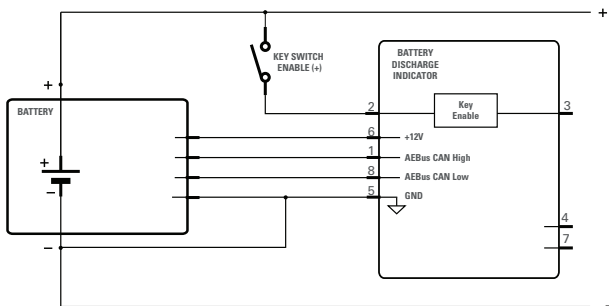 +
KEY SWITCH
ENABLE (+)
BATTERY
DISCHARGE
INDICATOR
+
BATTERY
2
Key
Enable
3
6
+12V
1
AEBus CAN High
+
8
AEBus CAN Low
–
5
GND
4
–
7
–